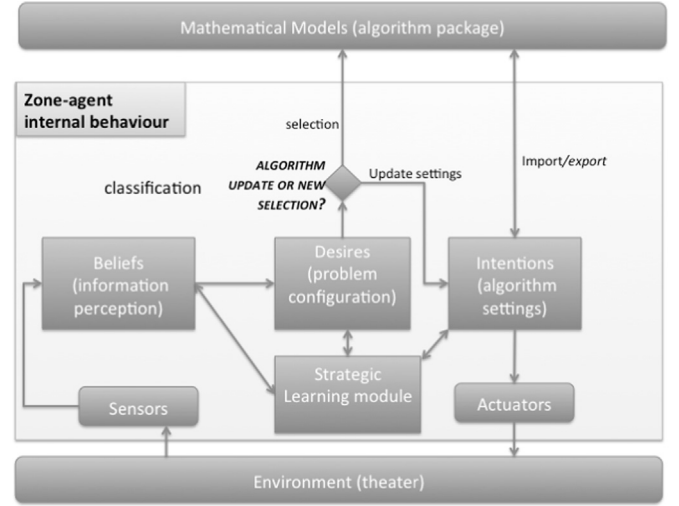 Mathematical Models (algorithm package)
Zone-agent
internal behaviour
selection
ALGORITHM
UPDATE OR NEW
SELECTION?
Update settings
Import/export
classification
Beliefs
(information
perception)
Desires
(problem
configuration)
Intentions
(algorithm
settings)
Strategic
Learning module
Sensors
Actuators
Environment (theater)